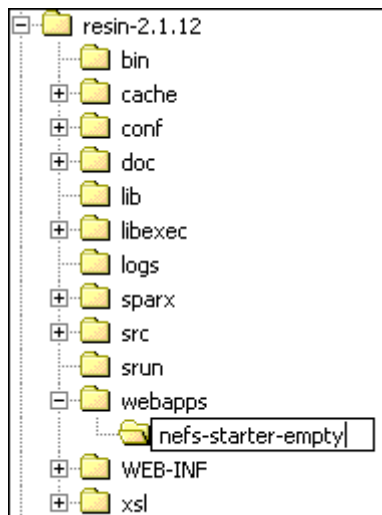 resin-2.1.12
bin
cache
conf
doc
lib
libexec
logs
sparx
src
srun
webapps
nefs-starter-empty
WEB-INF
xsl